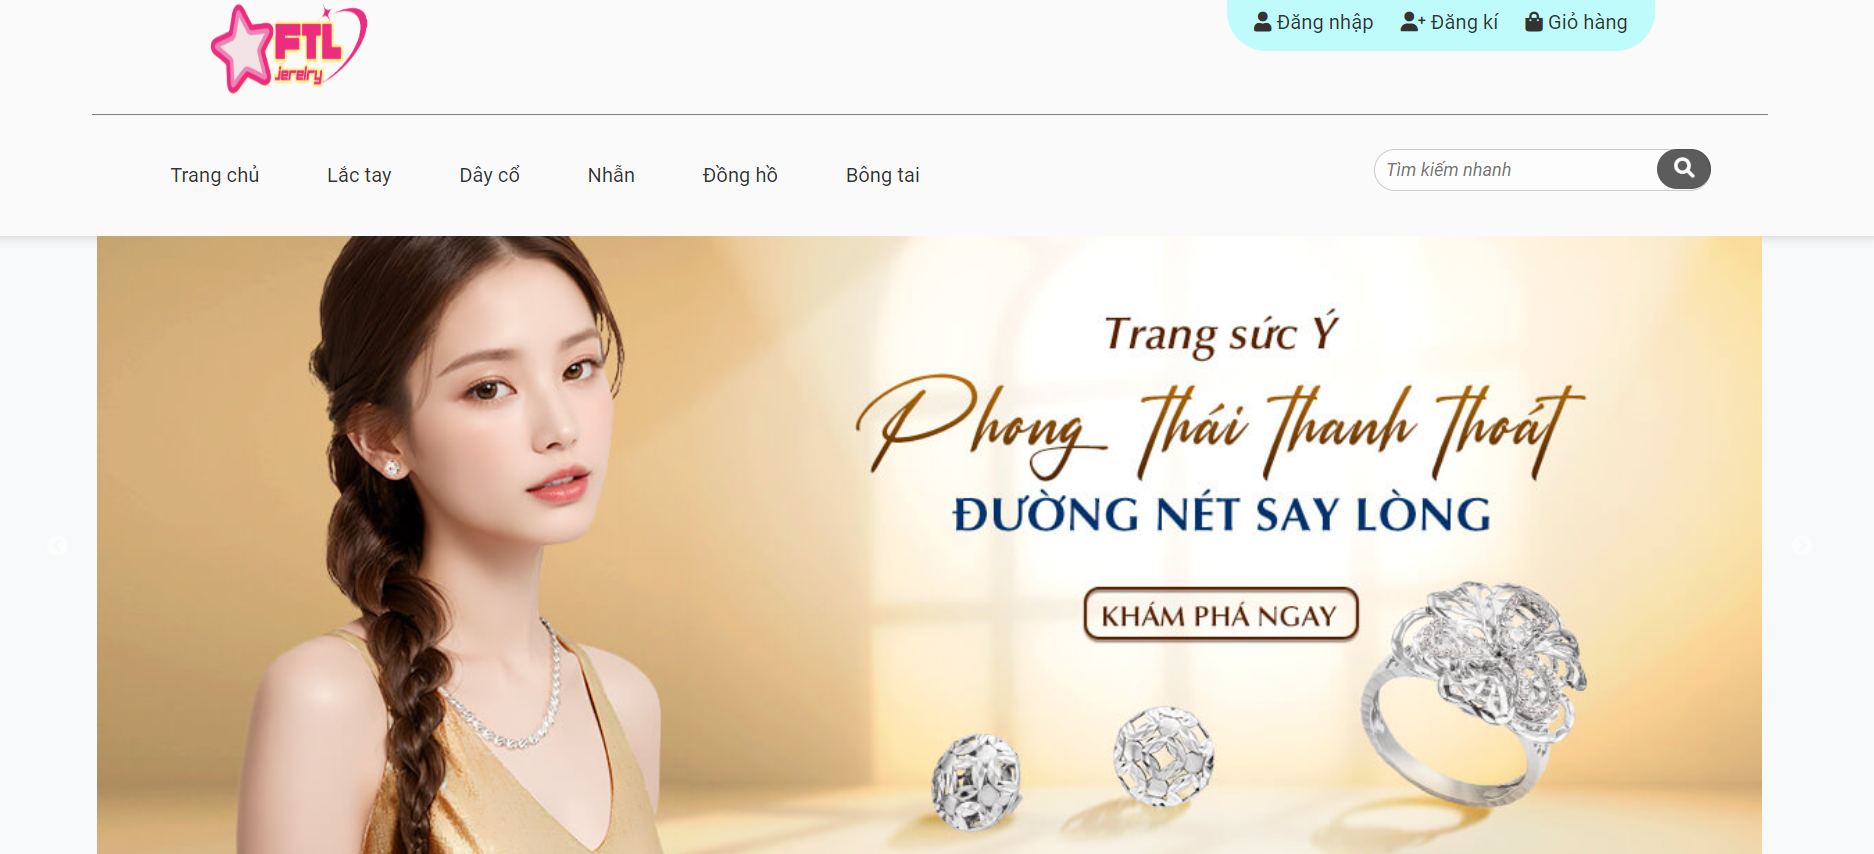 FTL
Jerelry
Đăng nhập
Đăng kí
Giỏ hàng
Trang chủ
Lắc tay
Dây cổ
Nhẫn
Đồng hồ
Bông tai
Tìm kiếm nhanh
Trang sức Ý
Phong Thái Thanh Thoát
ĐƯỜNG NÉT SAY LÒNG
KHÁM PHÁ NGAY